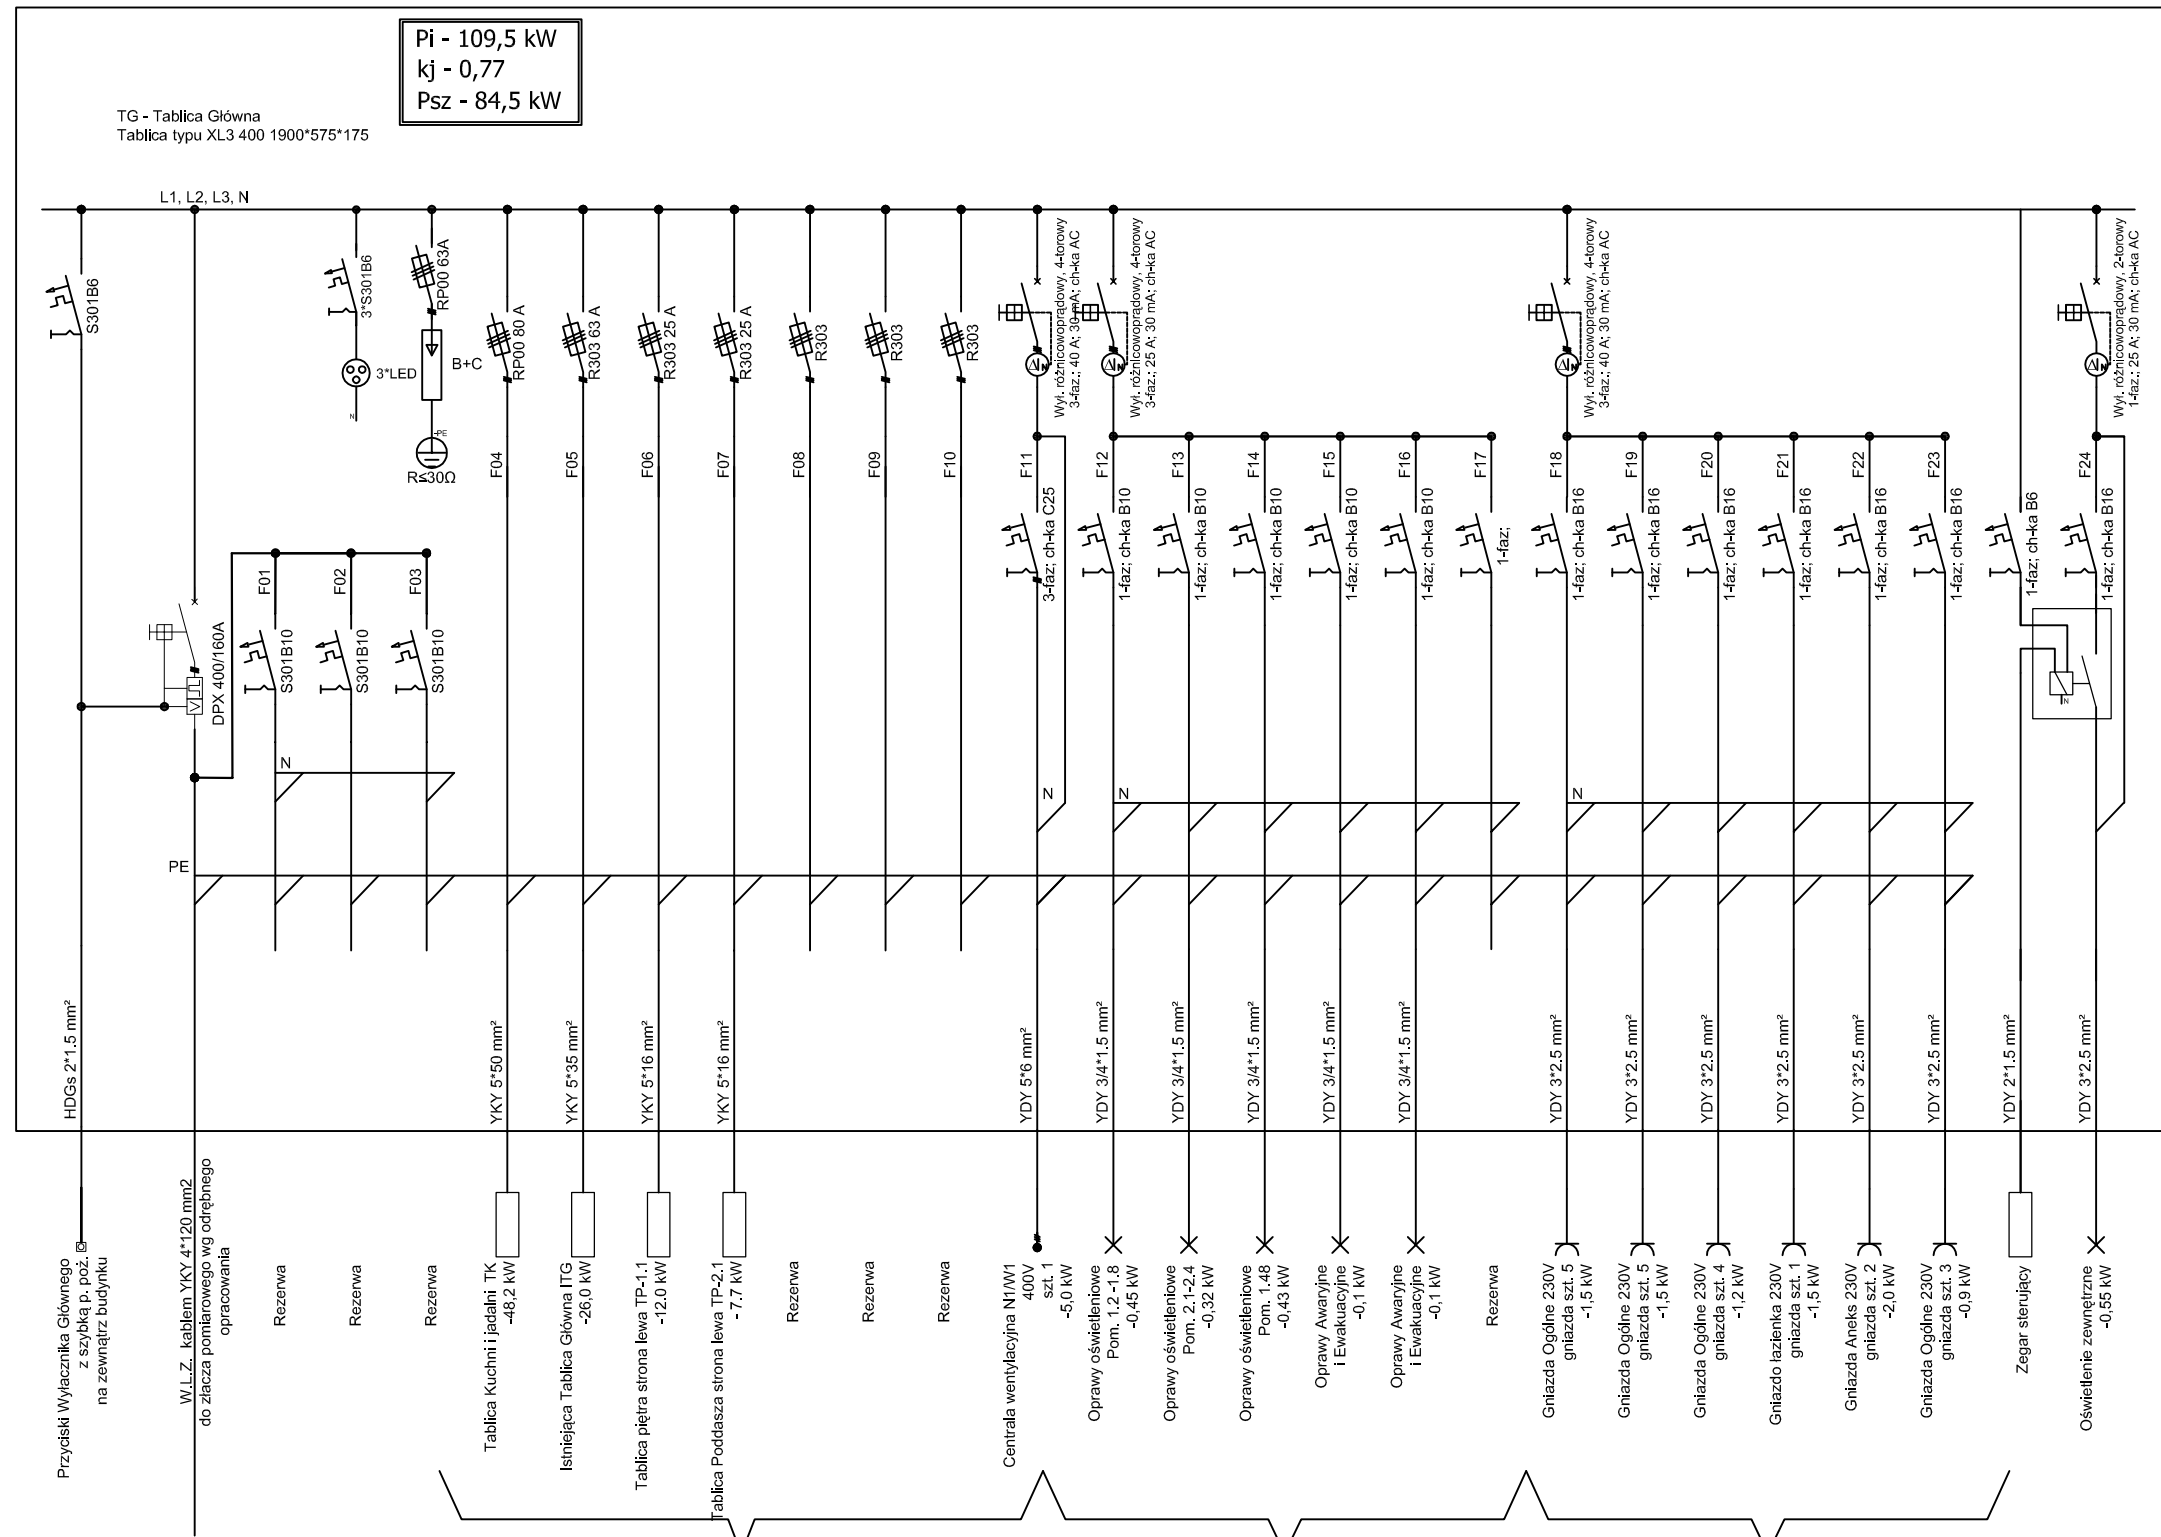 Pi - 109,5 kW
kj - 0,77
Psz - 84,5 kW
TG - Tablica Główna
Tablica typu XL3 400 1900*575*175
L1, L2, L3, N
S301B6
DPX 400/160A
3*S301B6
3*LED
N
RP00 63A
B+C
-PE
R≤30Ω
F01
S301B10
F02
S301B10
F03
S301B10
N
PE
RP00 80 A
F04
R303 63 A
F05
R303 25 A
F06
R303 25 A
F07
R303
F08
R303
F09
R303
F10
Wył. różnicowoprądowy, 4-torowy
3-faz.; 40 A; 30 mA; ch-ka AC
F11
3-faz; ch-ka C25
N
Wył. różnicowoprądowy, 4-torowy
3-faz.; 25 A; 30 mA; ch-ka AC
F12
1-faz; ch-ka B10
F13
1-faz; ch-ka B10
F14
1-faz; ch-ka B10
F15
1-faz; ch-ka B10
F16
1-faz; ch-ka B10
F17
1-faz;
N
Wył. różnicowoprądowy, 4-torowy
3-faz.; 40 A; 30 mA; ch-ka AC
F18
1-faz; ch-ka B16
F19
1-faz; ch-ka B16
F20
1-faz; ch-ka B16
F21
1-faz; ch-ka B16
F22
1-faz; ch-ka B16
F23
1-faz; ch-ka B16
N
1-faz; ch-ka B6
N
Wył. różnicowoprądowy, 2-torowy
1-faz.; 25 A; 30 mA; ch-ka AC
F24
1-faz; ch-ka B16
HDGs 2*1.5 mm²
YKY 5*50 mm²
YKY 5*35 mm²
YKY 5*16 mm²
YKY 5*16 mm²
YDY 5*6 mm²
YDY 3/4*1.5 mm²
YDY 3/4*1.5 mm²
YDY 3/4*1.5 mm²
YDY 3/4*1.5 mm²
YDY 3/4*1.5 mm²
YDY 3*2.5 mm²
YDY 3*2.5 mm²
YDY 3*2.5 mm²
YDY 3*2.5 mm²
YDY 3*2.5 mm²
YDY 3*2.5 mm²
YDY 2*1.5 mm²
YDY 3*2.5 mm²
Przyciski Wyłacznika Głównego
z szybką p. poż.
na zewnątrz budynku
W.L.Z. kablem YKY 4*120 mm2
do złacza pomiarowego wg odrębnego
opracowania
Rezerwa
Rezerwa
Rezerwa
Tablica Kuchni i jadalni TK
-48,2 kW
Istniejąca Tablica Główna ITG
-26,0 kW
Tablica piętra strona lewa TP-1.1
-12.0 kW
Tablica Poddasza strona lewa TP-2.1
- 7.7 kW
Rezerwa
Rezerwa
Rezerwa
Centrala wentylacyjna N1/W1
400V
szt. 1
-5,0 kW
Oprawy oświetleniowe
Pom. 1.2 -1.8
-0,45 kW
Oprawy oświetleniowe
Pom. 2.1-2.4
-0,32 kW
Oprawy oświetleniowe
Pom. 1.48
-0,43 kW
Oprawy Awaryjne
i Ewakuacyjne
-0,1 kW
Oprawy Awaryjne
i Ewakuacyjne
-0,1 kW
Rezerwa
Gniazda Ogólne 230V
gniazda szt. 5
-1,5 kW
Gniazda Ogólne 230V
gniazda szt. 5
-1,5 kW
Gniazda Ogólne 230V
gniazda szt. 4
-1,2 kW
Gniazdo łazienka 230V
gniazda szt. 1
-1,5 kW
Gniazda Aneks 230V
gniazda szt. 2
-2,0 kW
Gniazda Ogólne 230V
gniazda szt. 3
-0,9 kW
Zegar sterujący
Oświetlenie zewnętrzne
-0,55 kW